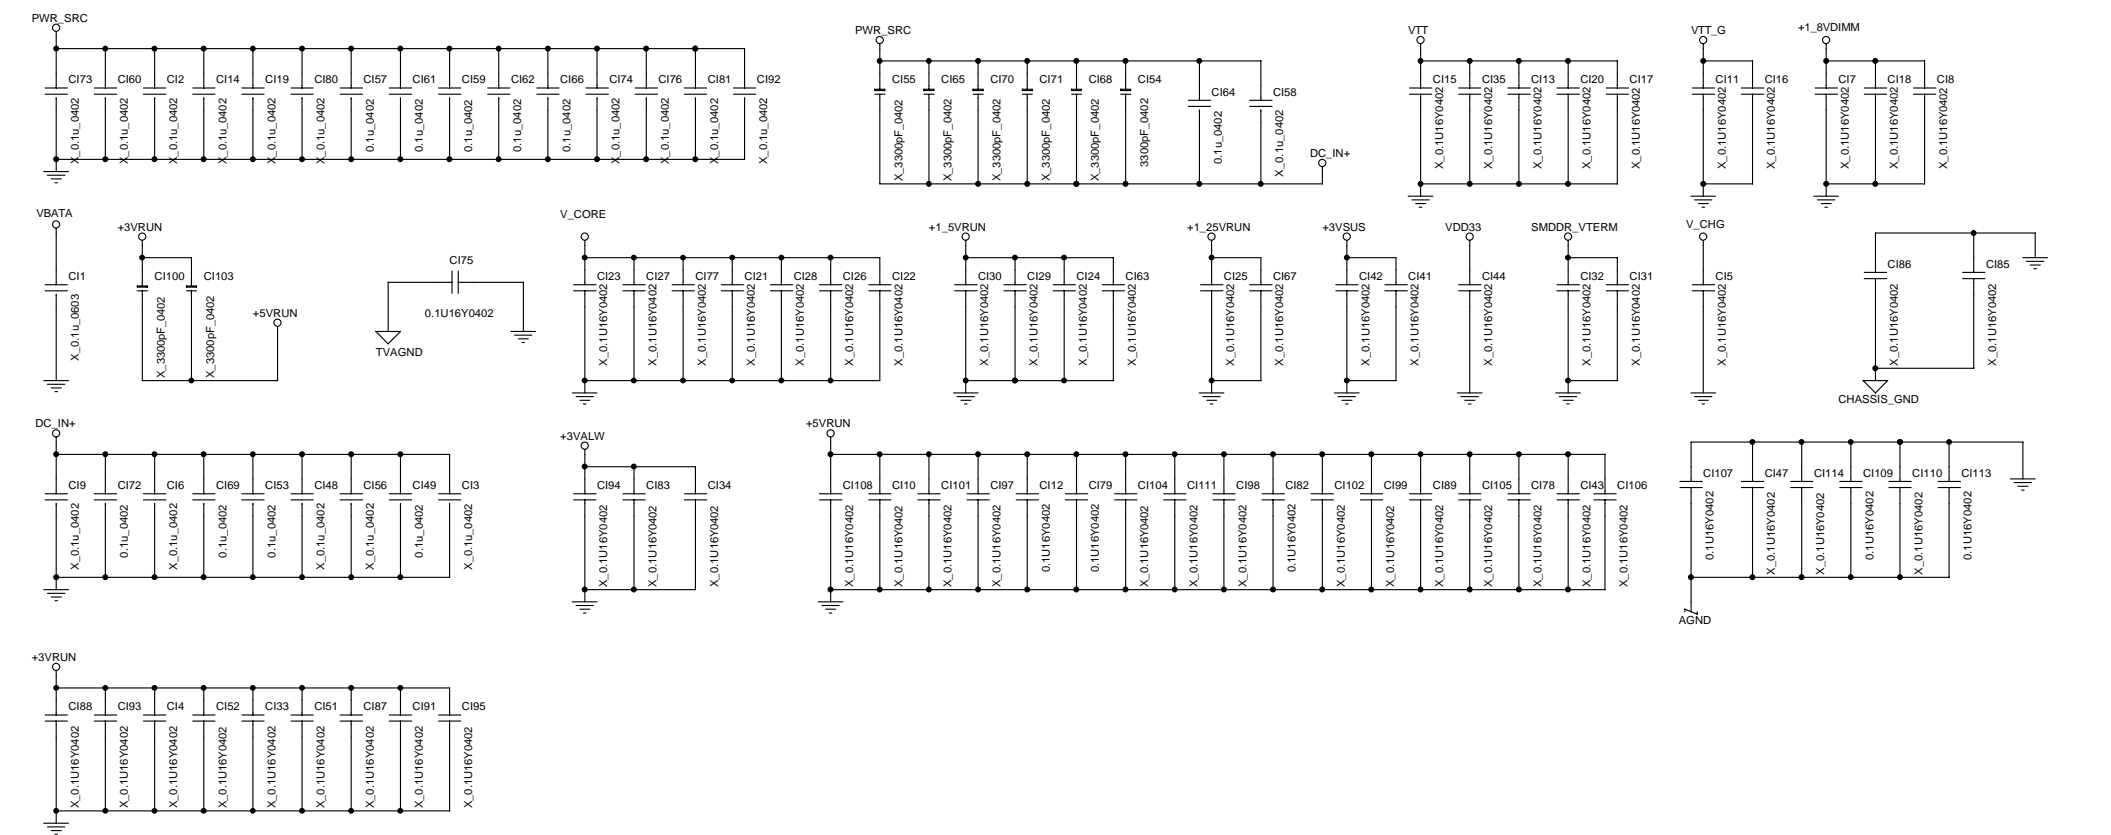 PWR_SRC
CI73 CI60 CI2 CI14 CI19 CI80 CI57 CI61 CI59 CI62 CI66 CI74 CI76 CI81 CI92
X_0.1u_0402 X_0.1u_0402 X_0.1u_0402 X_0.1u_0402 X_0.1u_0402 X_0.1u_0402 0.1u_0402 0.1u_0402 0.1u_0402 0.1u_0402 0.1u_0402 X_0.1u_0402 X_0.1u_0402 X_0.1u_0402 X_0.1u_0402
PWR_SRC
CI55 CI65 CI70 CI71 CI68 CI54 CI64 CI58
X_3300pF_0402 X_3300pF_0402 X_3300pF_0402 X_3300pF_0402 X_3300pF_0402 3300pF_0402 0.1u_0402 X_0.1u_0402
DC_IN+
VTT
CI15 CI35 CI13 CI20 CI17
X_0.1U16Y0402 X_0.1U16Y0402 X_0.1U16Y0402 X_0.1U16Y0402 X_0.1U16Y0402
VTT_G
CI11 CI16
X_0.1U16Y0402 X_0.1U16Y0402
+1_8VDIMM
CI7 CI18 CI8
X_0.1U16Y0402 X_0.1U16Y0402 X_0.1U16Y0402
VBATA
CI1
X_0.1u_0603
+3VRUN
CI100 CI103
X_3300pF_0402 X_3300pF_0402
+5VRUN
CI75
0.1U16Y0402
TVAGND
V_CORE
CI23 CI27 CI77 CI21 CI28 CI26 CI22
X_0.1U16Y0402 X_0.1U16Y0402 X_0.1U16Y0402 X_0.1U16Y0402 X_0.1U16Y0402 X_0.1U16Y0402 X_0.1U16Y0402
+1_5VRUN
CI30 CI29 CI24 CI63
X_0.1U16Y0402 X_0.1U16Y0402 X_0.1U16Y0402 X_0.1U16Y0402
+1_25VRUN
CI25 CI67
X_0.1U16Y0402 X_0.1U16Y0402
+3VSUS
CI42 CI41
X_0.1U16Y0402 X_0.1U16Y0402
VDD33
CI44
X_0.1U16Y0402
SMDDR_VTERM
CI32 CI31
X_0.1U16Y0402 X_0.1U16Y0402
V_CHG
CI5
X_0.1U16Y0402
CI86 CI85
X_0.1U16Y0402 X_0.1U16Y0402
CHASSIS_GND
DC_IN+
CI9 CI72 CI6 CI69 CI53 CI48 CI56 CI49 CI3
X_0.1u_0402 0.1u_0402 X_0.1u_0402 0.1u_0402 0.1u_0402 X_0.1u_0402 X_0.1u_0402 0.1u_0402 X_0.1u_0402
+3VALW
CI94 CI83 CI34
X_0.1U16Y0402 X_0.1U16Y0402 X_0.1U16Y0402
+5VRUN
CI108 CI10 CI101 CI97 CI12 CI79 CI104 CI111 CI98 CI82 CI102 CI99 CI89 CI105 CI78 CI43 CI106
X_0.1U16Y0402 X_0.1U16Y0402 X_0.1U16Y0402 X_0.1U16Y0402 0.1U16Y0402 0.1U16Y0402 X_0.1U16Y0402 X_0.1U16Y0402 X_0.1U16Y0402 0.1U16Y0402 X_0.1U16Y0402 X_0.1U16Y0402 X_0.1U16Y0402 X_0.1U16Y0402 X_0.1U16Y0402 X_0.1U16Y0402 X_0.1U16Y0402
CI107 CI47 CI114 CI109 CI110 CI113
0.1U16Y0402 X_0.1U16Y0402 X_0.1U16Y0402 0.1U16Y0402 X_0.1U16Y0402 0.1U16Y0402
AGND
+3VRUN
CI88 CI93 CI4 CI52 CI33 CI51 CI87 CI91 CI95
X_0.1U16Y0402 X_0.1U16Y0402 X_0.1U16Y0402 X_0.1U16Y0402 X_0.1U16Y0402 X_0.1U16Y0402 X_0.1U16Y0402 X_0.1U16Y0402 X_0.1U16Y0402